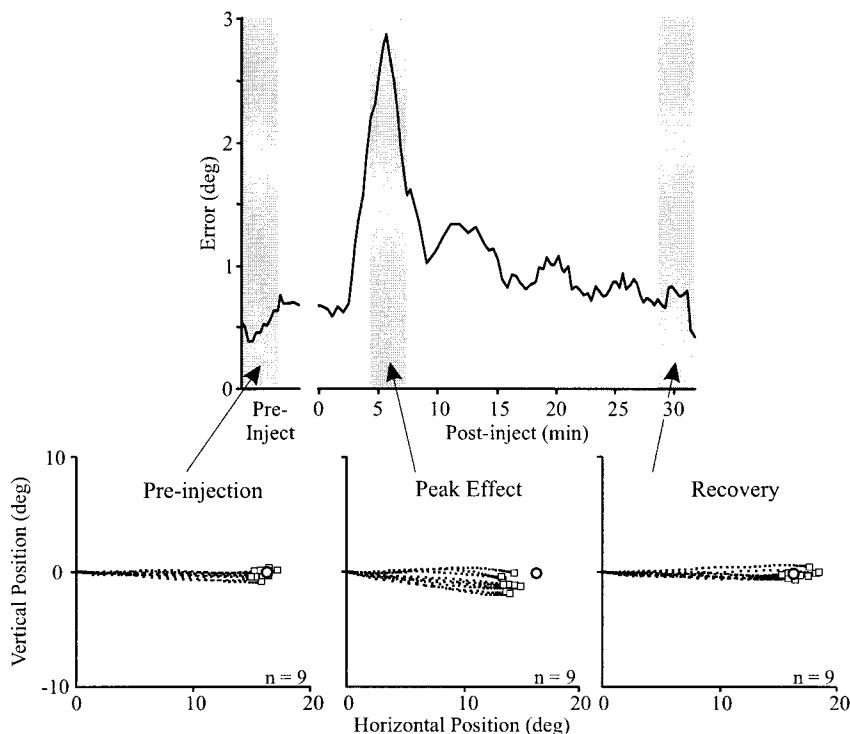 3
2
1
0
Error (deg)
Pre-
Inject
0 5 10 15 20 25 30
Post-inject (min)
10
0
-10
Vertical Position (deg)
Pre-injection
n = 9
0 10 20
Peak Effect
n = 9
0 10 20
Recovery
n = 9
0 10 20
Horizontal Position (deg)